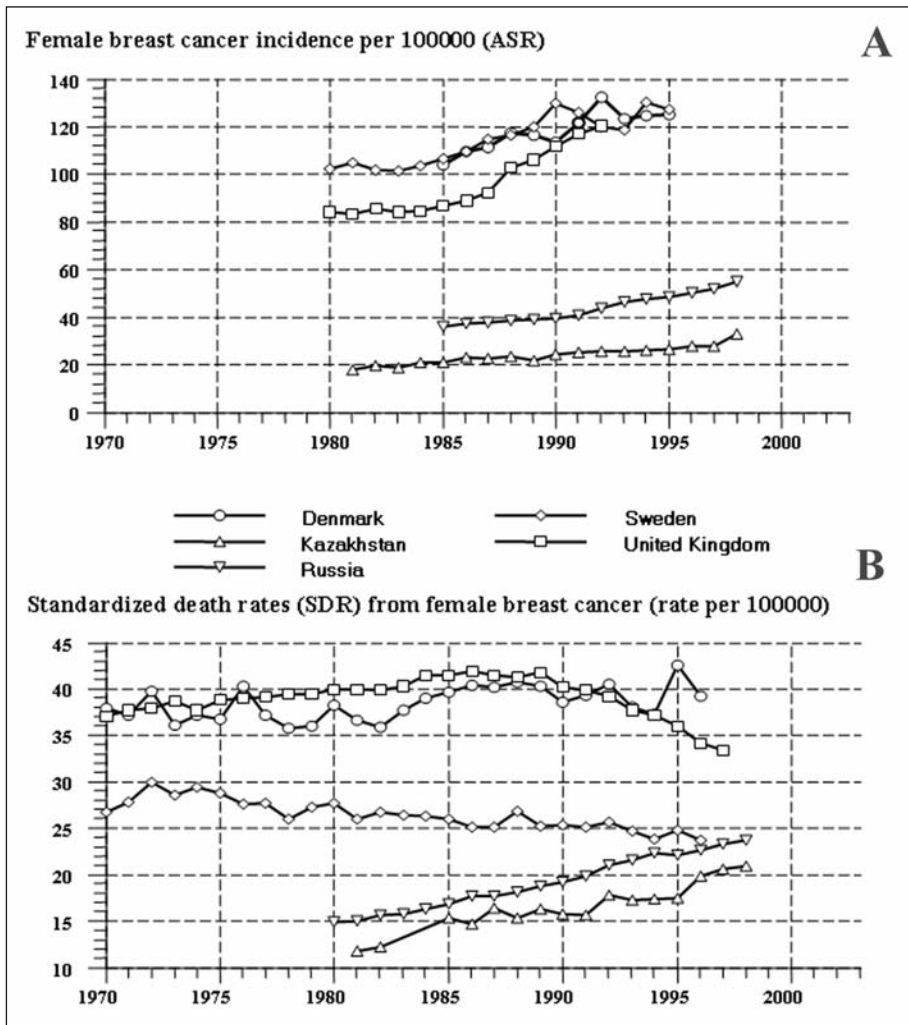 Female breast cancer incidence per 100000 (ASR)
A
140
120
100
80
60
40
20
0
1970 1975 1980 1985 1990 1995 2000
Denmark Sweden
Kazakhstan United Kingdom
Russia
B
Standardized death rates (SDR) from female breast cancer (rate per 100000)
45
40
35
30
25
20
15
10
1970 1975 1980 1985 1990 1995 2000